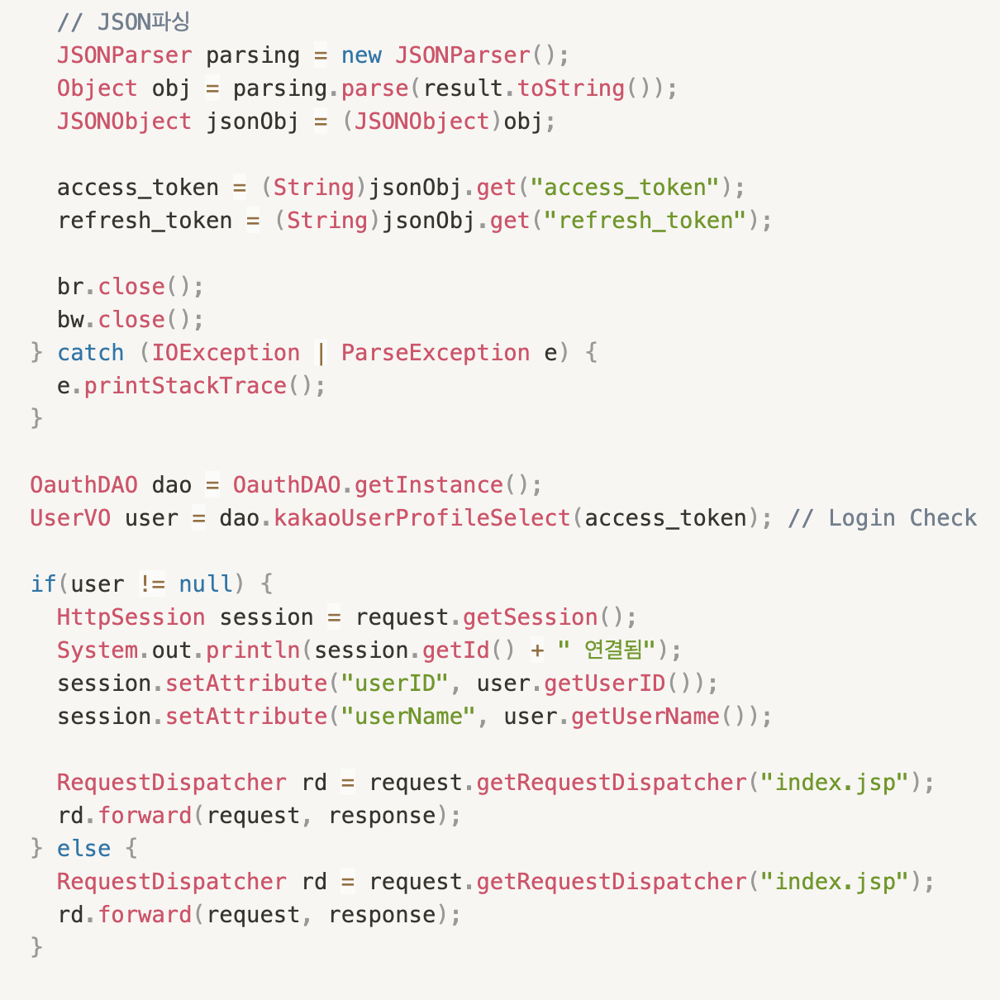 // JSON파싱
JSONParser parsing = new JSONParser();
Object obj = parsing.parse(result.toString());
JSONObject jsonObj = (JSONObject)obj;
access_token = (String)jsonObj.get("access_token");
refresh_token = (String)jsonObj.get("refresh_token");
br.close();
bw.close();
} catch (IOException | ParseException e) {
e.printStackTrace();
}
OauthDAO dao = OauthDAO.getInstance();
UserVO user = dao.kakaoUserProfileSelect(access_token); // Login Check
if(user != null) {
HttpSession session = request.getSession();
System.out.println(session.getId() + " 연결됨");
session.setAttribute("userID", user.getUserID());
session.setAttribute("userName", user.getUserName());
RequestDispatcher rd = request.getRequestDispatcher("index.jsp");
rd.forward(request, response);
} else {
RequestDispatcher rd = request.getRequestDispatcher("index.jsp");
rd.forward(request, response);
}